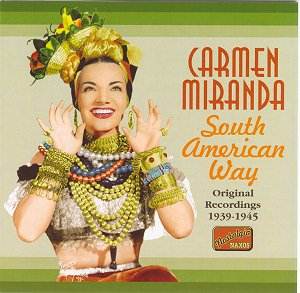 CARMEN
MIRANDA
South
American
Way
Original
Recordings
1939-1945
Nostalgia
NAXOS